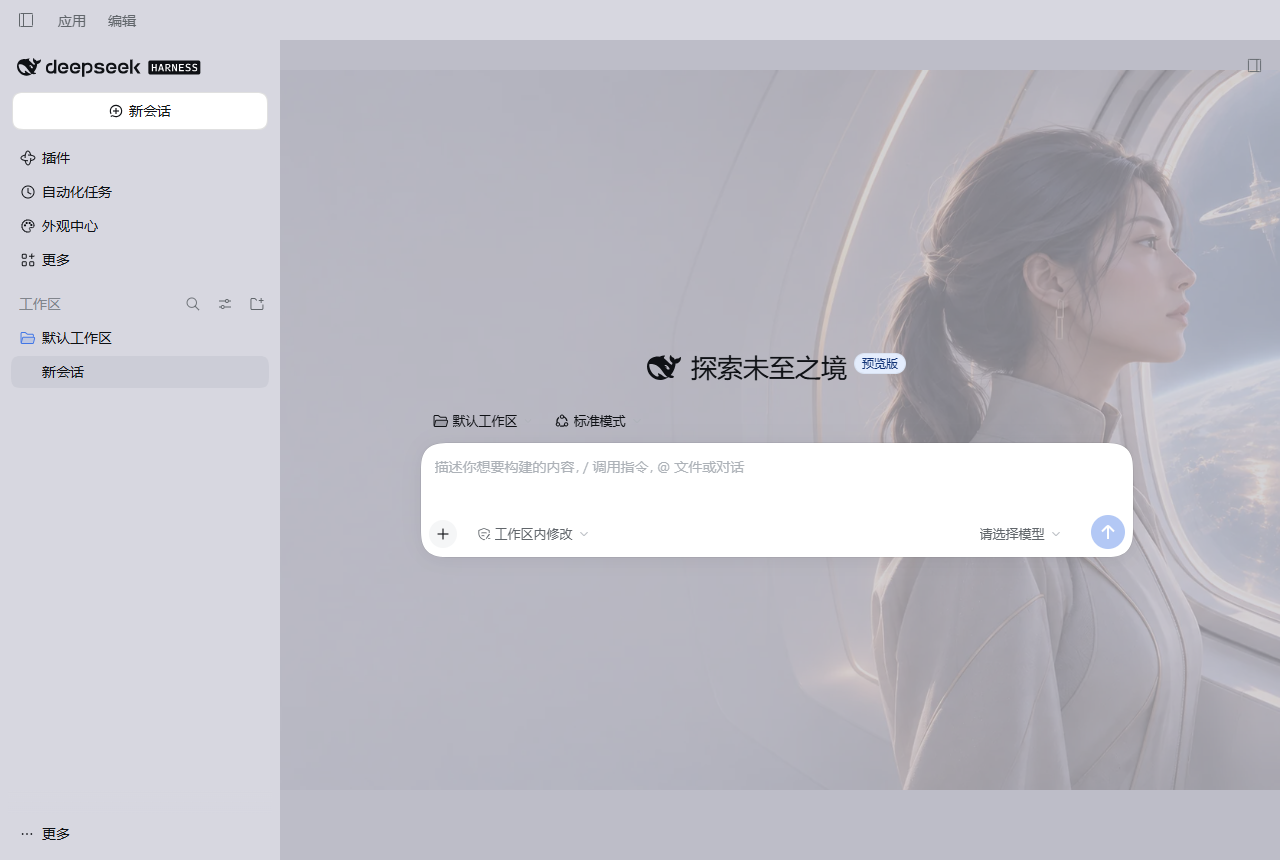 应用 编辑
deepseek HARNESS
新会话
插件
自动化任务
外观中心
更多
工作区
默认工作区
新会话
探索未至之境 预览版
默认工作区 标准模式
描述你想要构建的内容, / 调用指令, @ 文件或对话
工作区内修改 请选择模型
更多